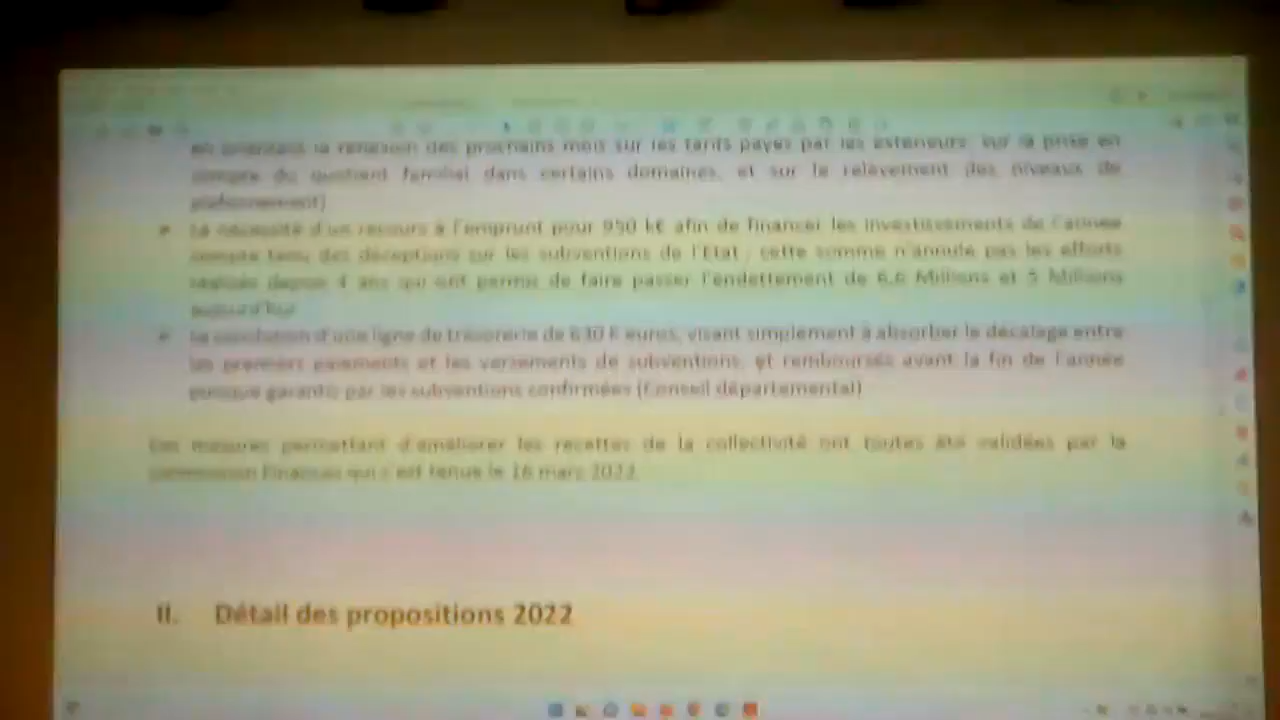 en orientant la réflexion des prochains mois sur les tarifs payés par les extérieurs, sur la prise en
compte du quotient familial dans certains domaines, et sur le relèvement des niveaux de
plafonnement)
La nécessité d'un recours à l'emprunt pour 950 k€ afin de financer les investissements de l'année
compte tenu des déceptions sur les subventions de l'Etat ; cette somme n'annule pas les efforts
réalisés depuis 4 ans qui ont permis de faire passer l'endettement de 6.6 Millions et 5 Millions
aujourd'hui
La souscription d'une ligne de trésorerie de 630 K euros, visant simplement à absorber le décalage entre
les premiers paiements et les versements de subventions, et remboursés avant la fin de l'année
puisque garantis par les subventions confirmées (Conseil départemental)
Ces mesures permettant d'améliorer les recettes de la collectivité ont toutes été validées par la
commission Finances qui s'est tenue le 16 mars 2022.
II. Détail des propositions 2022